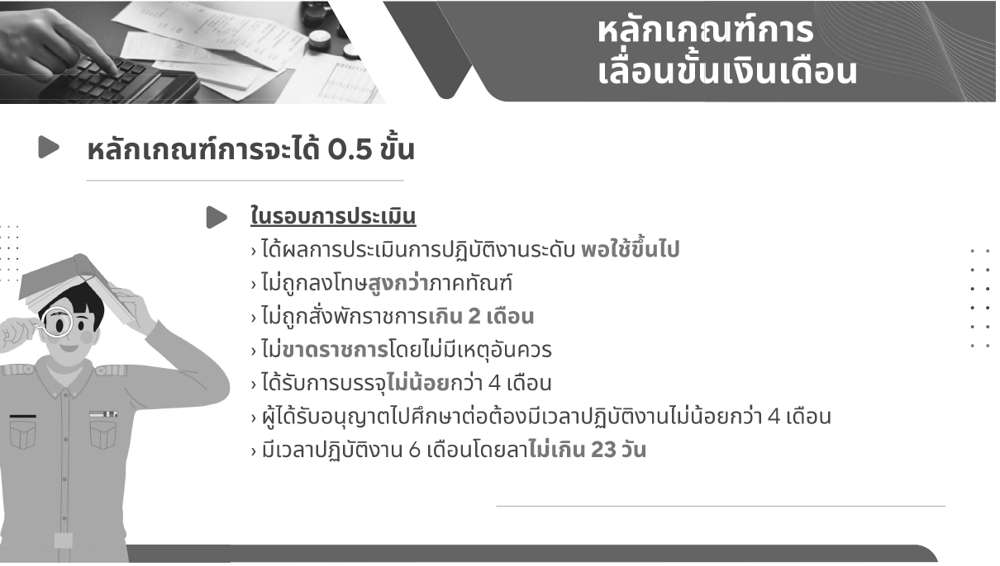 หลักเกณฑ์การ
เลื่อนขั้นเงินเดือน
หลักเกณฑ์การจะได้ 0.5 ขั้น
ในรอบการประเมิน
› ได้ผลการประเมินการปฏิบัติงานระดับ พอใช้ขึ้นไป
› ไม่ถูกลงโทษสูงกว่าภาคทัณฑ์
› ไม่ถูกสั่งพักราชการเกิน 2 เดือน
› ไม่ขาดราชการโดยไม่มีเหตุอันควร
› ได้รับการบรรจุไม่น้อยกว่า 4 เดือน
› ผู้ได้รับอนุญาตไปศึกษาต่อต้องมีเวลาปฏิบัติงานไม่น้อยกว่า 4 เดือน
› มีเวลาปฏิบัติงาน 6 เดือนโดยลาไม่เกิน 23 วัน